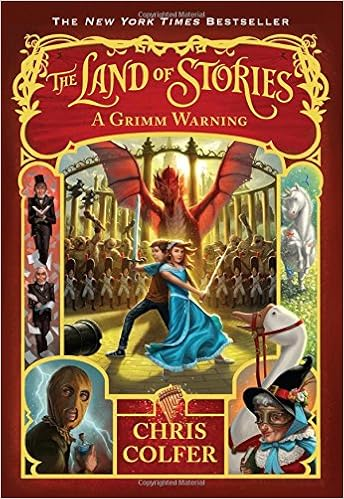 THE NEW YORK TIMES BESTSELLER
THE LAND OF STORIES
A GRIMM WARNING
CHRIS
COLFER